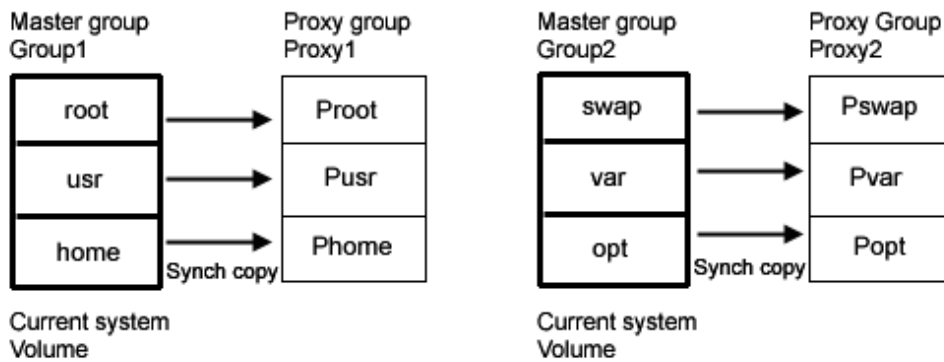 Master group
Group1
Proxy group
Proxy1
root
Proot
usr
Pusr
home
Phome
Synch copy
Current system
Volume
Master group
Group2
Proxy Group
Proxy2
swap
Pswap
var
Pvar
opt
Popt
Synch copy
Current system
Volume